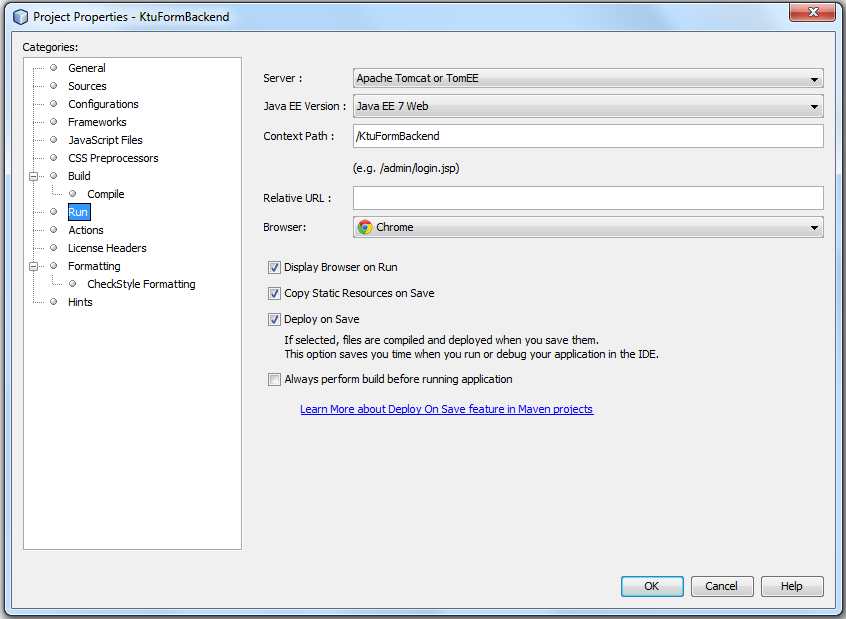 Project Properties - KtuFormBackend
Categories:
General
Sources
Configurations
Frameworks
JavaScript Files
CSS Preprocessors
Build
Compile
Run
Actions
License Headers
Formatting
CheckStyle Formatting
Hints
Server :
Apache Tomcat or TomEE
Java EE Version :
Java EE 7 Web
Context Path :
/KtuFormBackend
(e.g. /admin/login.jsp)
Relative URL :
Browser:
Chrome
Display Browser on Run
Copy Static Resources on Save
Deploy on Save
If selected, files are compiled and deployed when you save them.
This option saves you time when you run or debug your application in the IDE.
Always perform build before running application
Learn More about Deploy On Save feature in Maven projects
OK
Cancel
Help